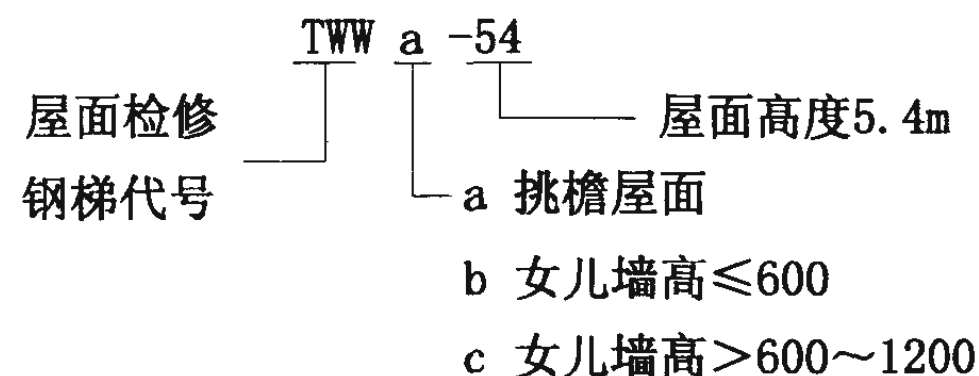 TWW a -54
屋面检修
钢梯代号
屋面高度5.4m
a 挑檐屋面
b 女儿墙高≤600
c 女儿墙高>600～1200